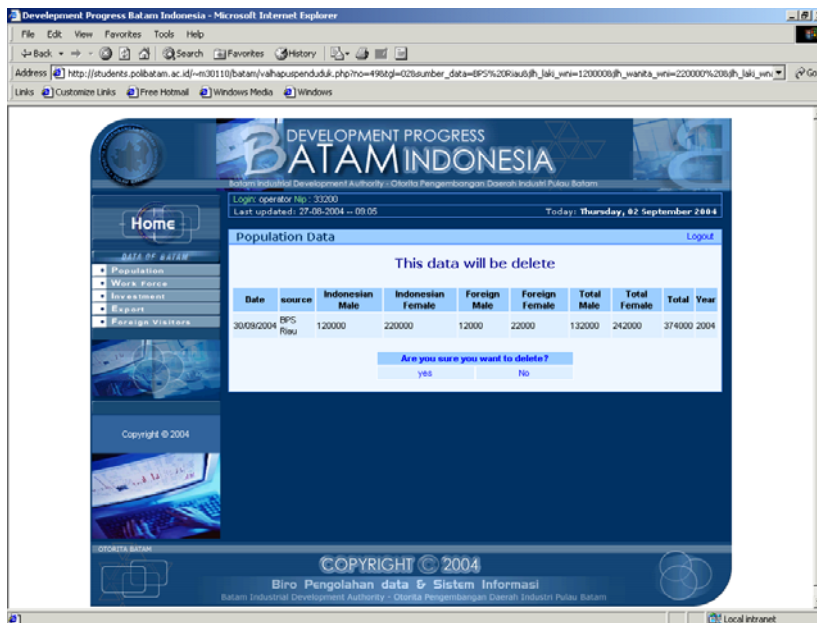 Develepment Progress Batam Indonesia - Microsoft Internet Explorer
File Edit View Favorites Tools Help
Back Search Favorites History
Address http://students.polibatam.ac.id/~m30110/batam/valhapuspenduduk.php?no=49&tgl=02&sumber_data=BPS%20Riau&jlh_laki_wni=120000&jlh_wanita_wni=220000%20&jlh_laki_wni Go
Links Customize Links Free Hotmail Windows Media Windows
DEVELOPMENT PROGRESS
BATAM INDONESIA
Batam Industrial Development Authority - Otorita Pengembangan Daerah Industri Pulau Batam
Login: operator Nip : 33200
Last updated: 27-08-2004 -- 09.05 Today: Thursday, 02 September 2004
Home
Population Data Logout
DATA OF BATAM
Population
Work Force
Investment
Export
Foreign Visitors
This data will be delete
Date source Indonesian Male Indonesian Female Foreign Male Foreign Female Total Male Total Female Total Year
30/09/2004 BPS Riau 120000 220000 12000 22000 132000 242000 374000 2004
Are you sure you want to delete?
yes No
Copyright © 2004
OTORITA BATAM
COPYRIGHT © 2004
Biro Pengolahan data & Sistem Informasi
Batam Industrial Development Authority - Otorita Pengembangan Daerah Industri Pulau Batam
Local intranet